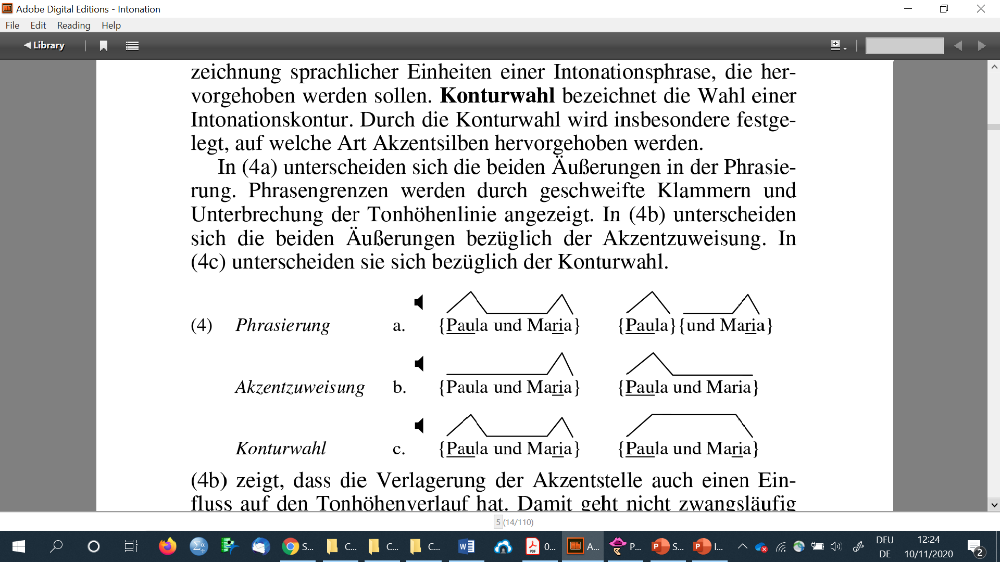 Adobe Digital Editions - Intonation
File Edit Reading Help
Library
zeichnung sprachlicher Einheiten einer Intonationsphrase, die her-
vorgehoben werden sollen. Konturwahl bezeichnet die Wahl einer
Intonationskontur. Durch die Konturwahl wird insbesondere festge-
legt, auf welche Art Akzentsilben hervorgehoben werden.
In (4a) unterscheiden sich die beiden Äußerungen in der Phrasie-
rung. Phrasengrenzen werden durch geschweifte Klammern und
Unterbrechung der Tonhöhenlinie angezeigt. In (4b) unterscheiden
sich die beiden Äußerungen bezüglich der Akzentzuweisung. In
(4c) unterscheiden sie sich bezüglich der Konturwahl.
(4) Phrasierung a. {Paula und Maria} {Paula}{und Maria}
Akzentzuweisung b. {Paula und Maria} {Paula und Maria}
Konturwahl c. {Paula und Maria} {Paula und Maria}
(4b) zeigt, dass die Verlagerung der Akzentstelle auch einen Ein-
fluss auf den Tonhöhenverlauf hat. Damit geht nicht zwangsläufig
5 (14/110)
S... C... C... C... 0... A... P... S... I... DEU 12:24
DE 10/11/2020 2